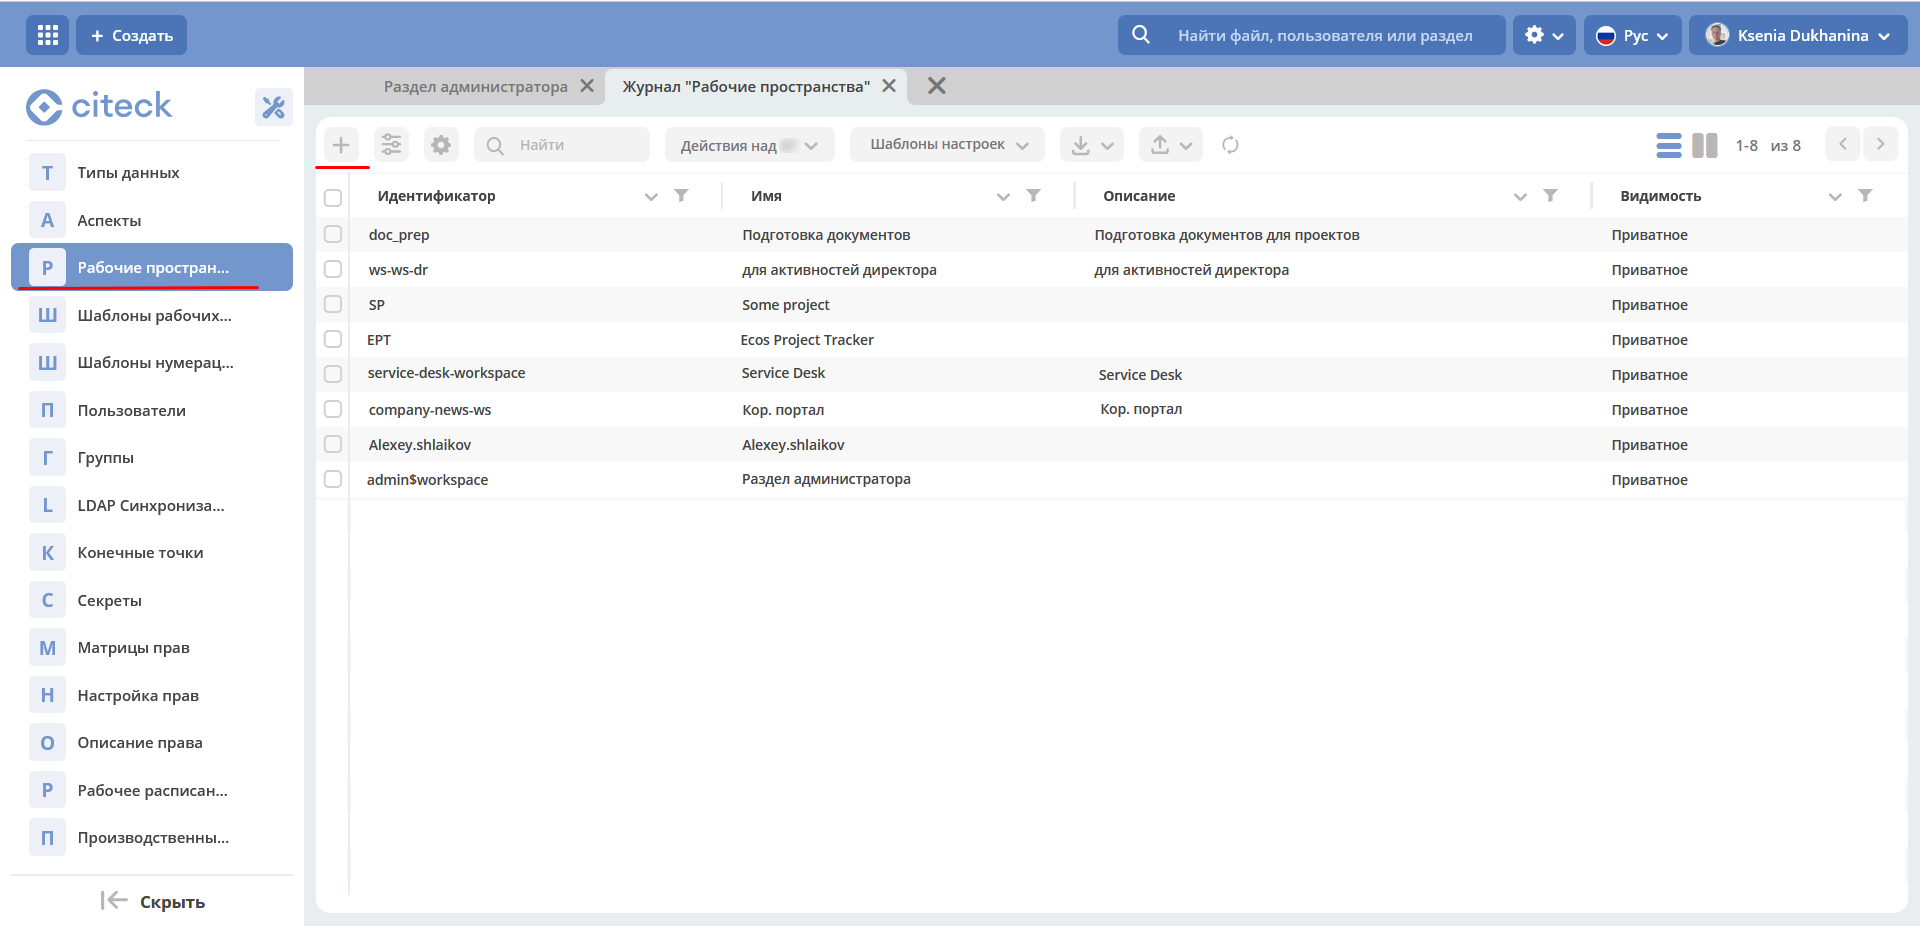 + Создать
Найти файл, пользователя или раздел
Рус
Ksenia Dukhanina
citeck
Раздел администратора
Журнал "Рабочие пространства"
Найти
Действия над
Шаблоны настроек
1-8 из 8
Т Типы данных
А Аспекты
Р Рабочие простран...
Ш Шаблоны рабочих...
Ш Шаблоны нумерац...
П Пользователи
Г Группы
L LDAP Синхрониза...
К Конечные точки
С Секреты
М Матрицы прав
Н Настройка прав
О Описание права
Р Рабочее расписан...
П Производственны...
Скрыть
Идентификатор Имя Описание Видимость
doc_prep Подготовка документов Подготовка документов для проектов Приватное
ws-ws-dr для активностей директора для активностей директора Приватное
SP Some project Приватное
EPT Ecos Project Tracker Приватное
service-desk-workspace Service Desk Service Desk Приватное
company-news-ws Кор. портал Кор. портал Приватное
Alexey.shlaikov Alexey.shlaikov Приватное
admin$workspace Раздел администратора Приватное